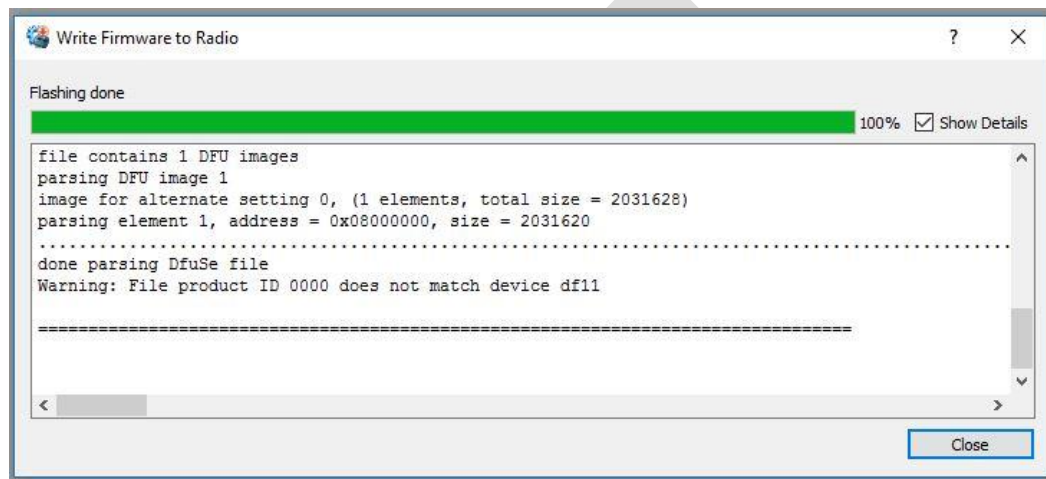 Write Firmware to Radio
?
Flashing done
100% Show Details
file contains 1 DFU images
parsing DFU image 1
image for alternate setting 0, (1 elements, total size = 2031628)
parsing element 1, address = 0x08000000, size = 2031620
................................................................................................
done parsing DfuSe file
Warning: File product ID 0000 does not match device df11
=================================================================================
Close